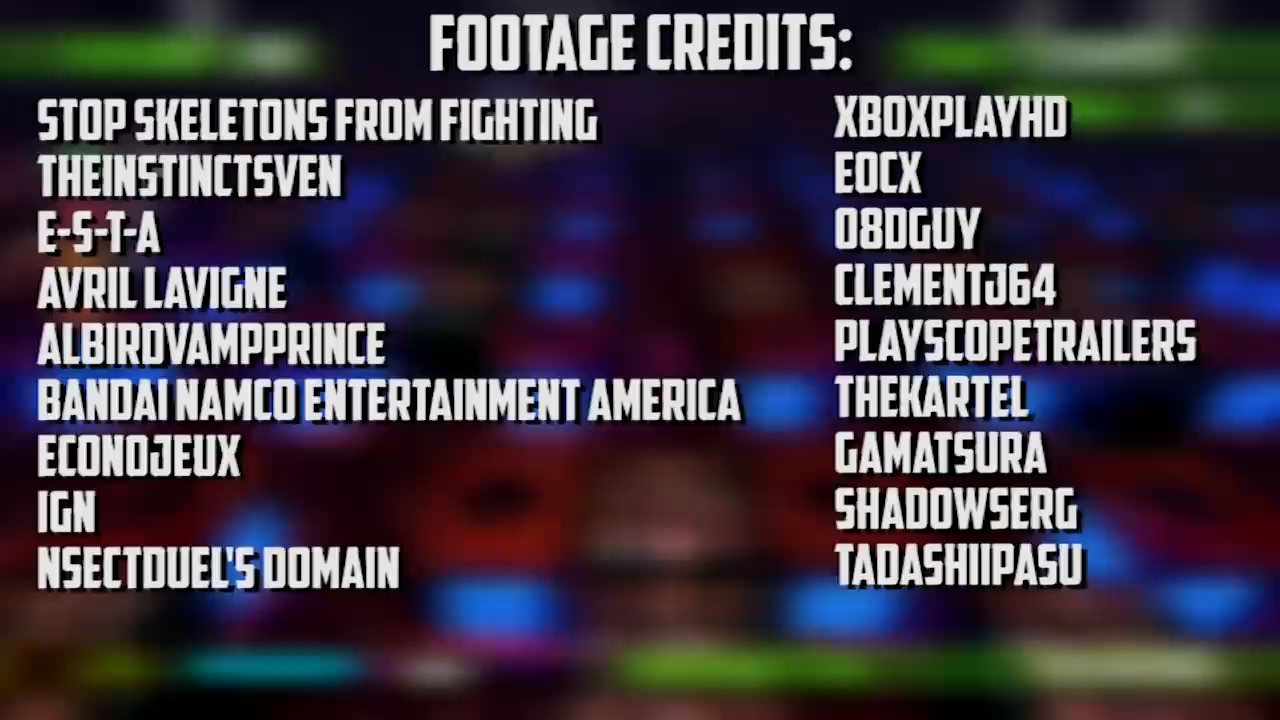 FOOTAGE CREDITS:
STOP SKELETONS FROM FIGHTING
THEINSTINCTSVEN
E-S-T-A
AVRIL LAVIGNE
ALBIRDVAMPPRINCE
BANDAI NAMCO ENTERTAINMENT AMERICA
ECONOJEUX
IGN
NSECTDUEL'S DOMAIN
XBOXPLAYHD
EOCX
08DGUY
CLEMENTJ64
PLAYSCOPETRAILERS
THEKARTEL
GAMATSURA
SHADOWSERG
TADASHIIPASU